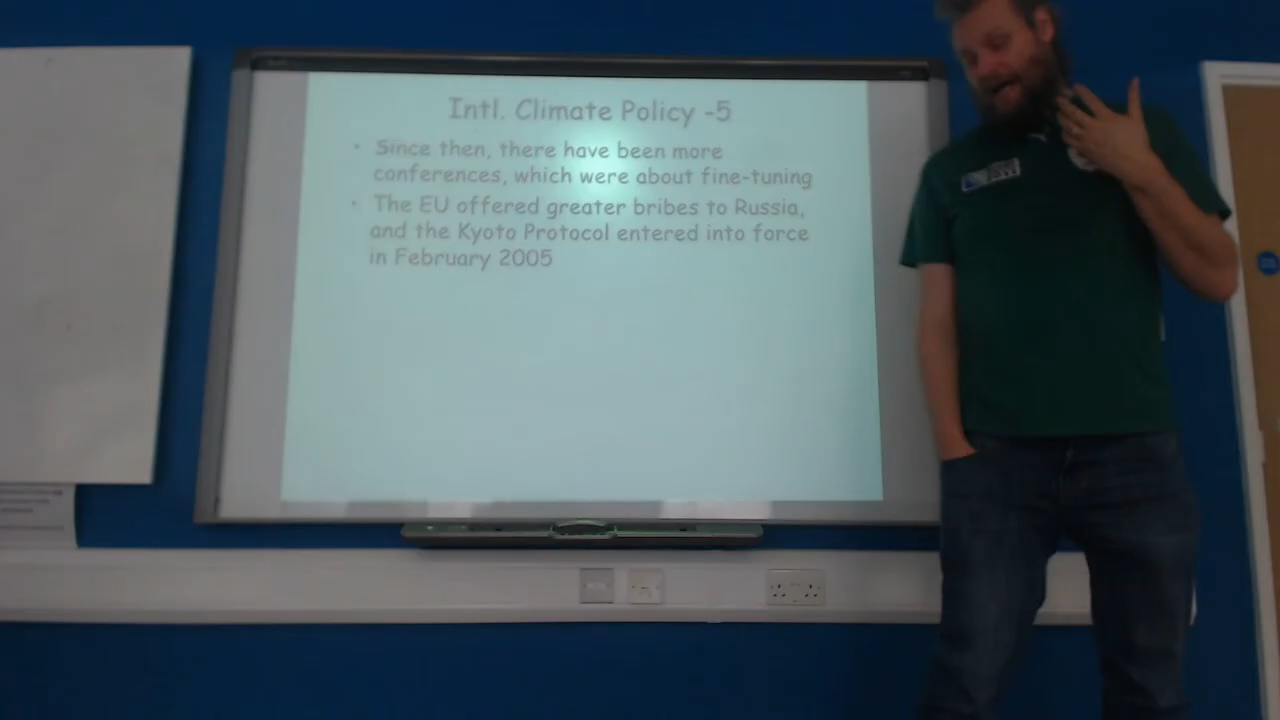 Intl. Climate Policy -5
• Since then, there have been more
conferences, which were about fine-tuning
• The EU offered greater bribes to Russia,
and the Kyoto Protocol entered into force
in February 2005